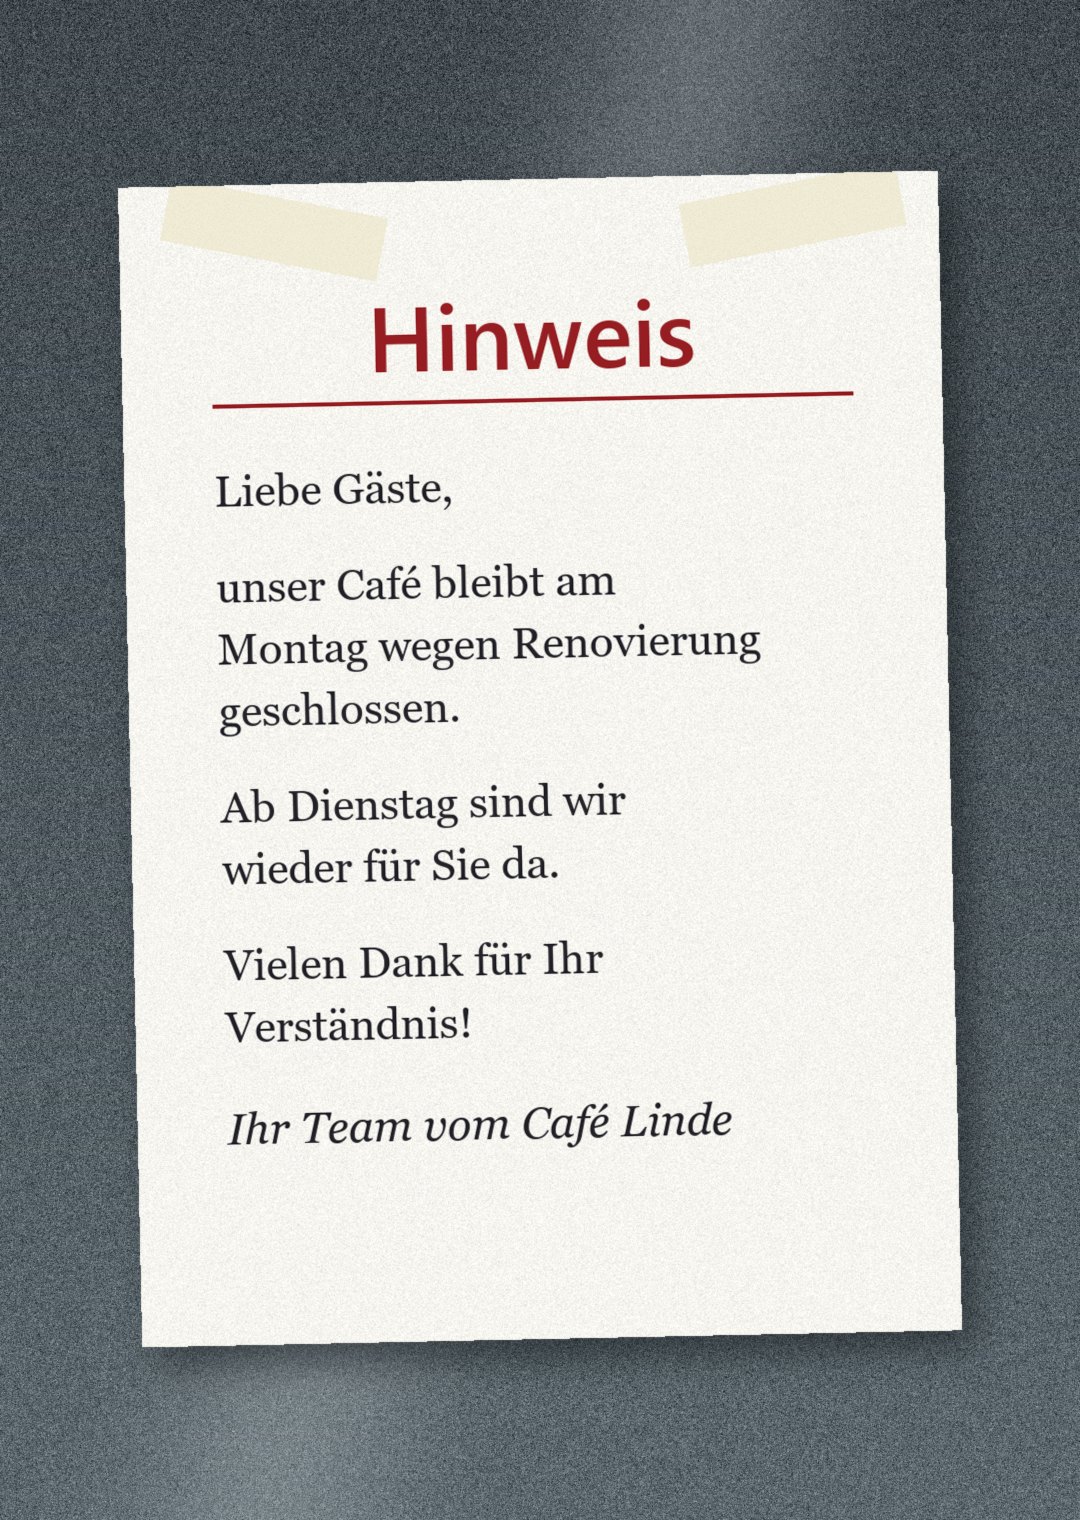 Hinweis
Liebe Gäste,
unser Café bleibt am
Montag wegen Renovierung
geschlossen.
Ab Dienstag sind wir
wieder für Sie da.
Vielen Dank für Ihr
Verständnis!
Ihr Team vom Café Linde